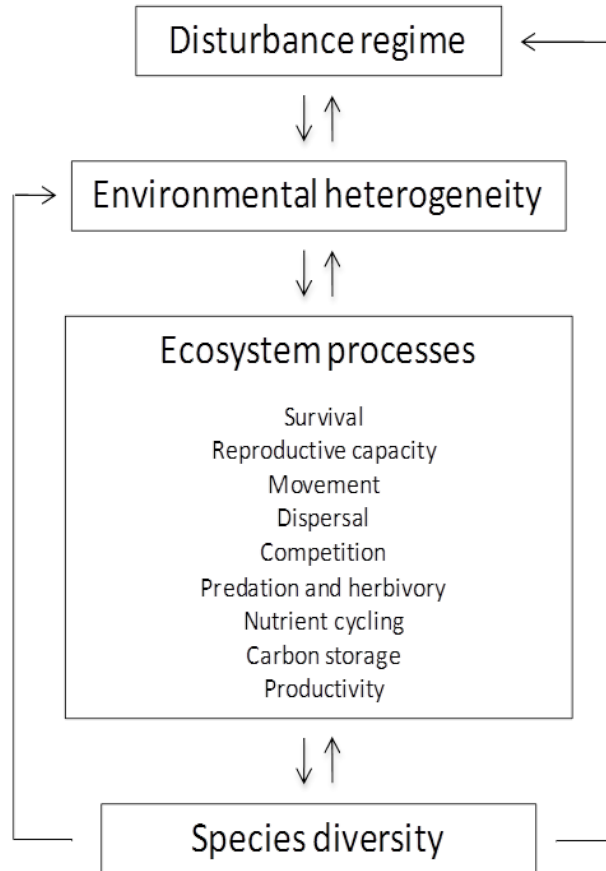 Disturbance regime
Environmental heterogeneity
Ecosystem processes
Survival
Reproductive capacity
Movement
Dispersal
Competition
Predation and herbivory
Nutrient cycling
Carbon storage
Productivity
Species diversity